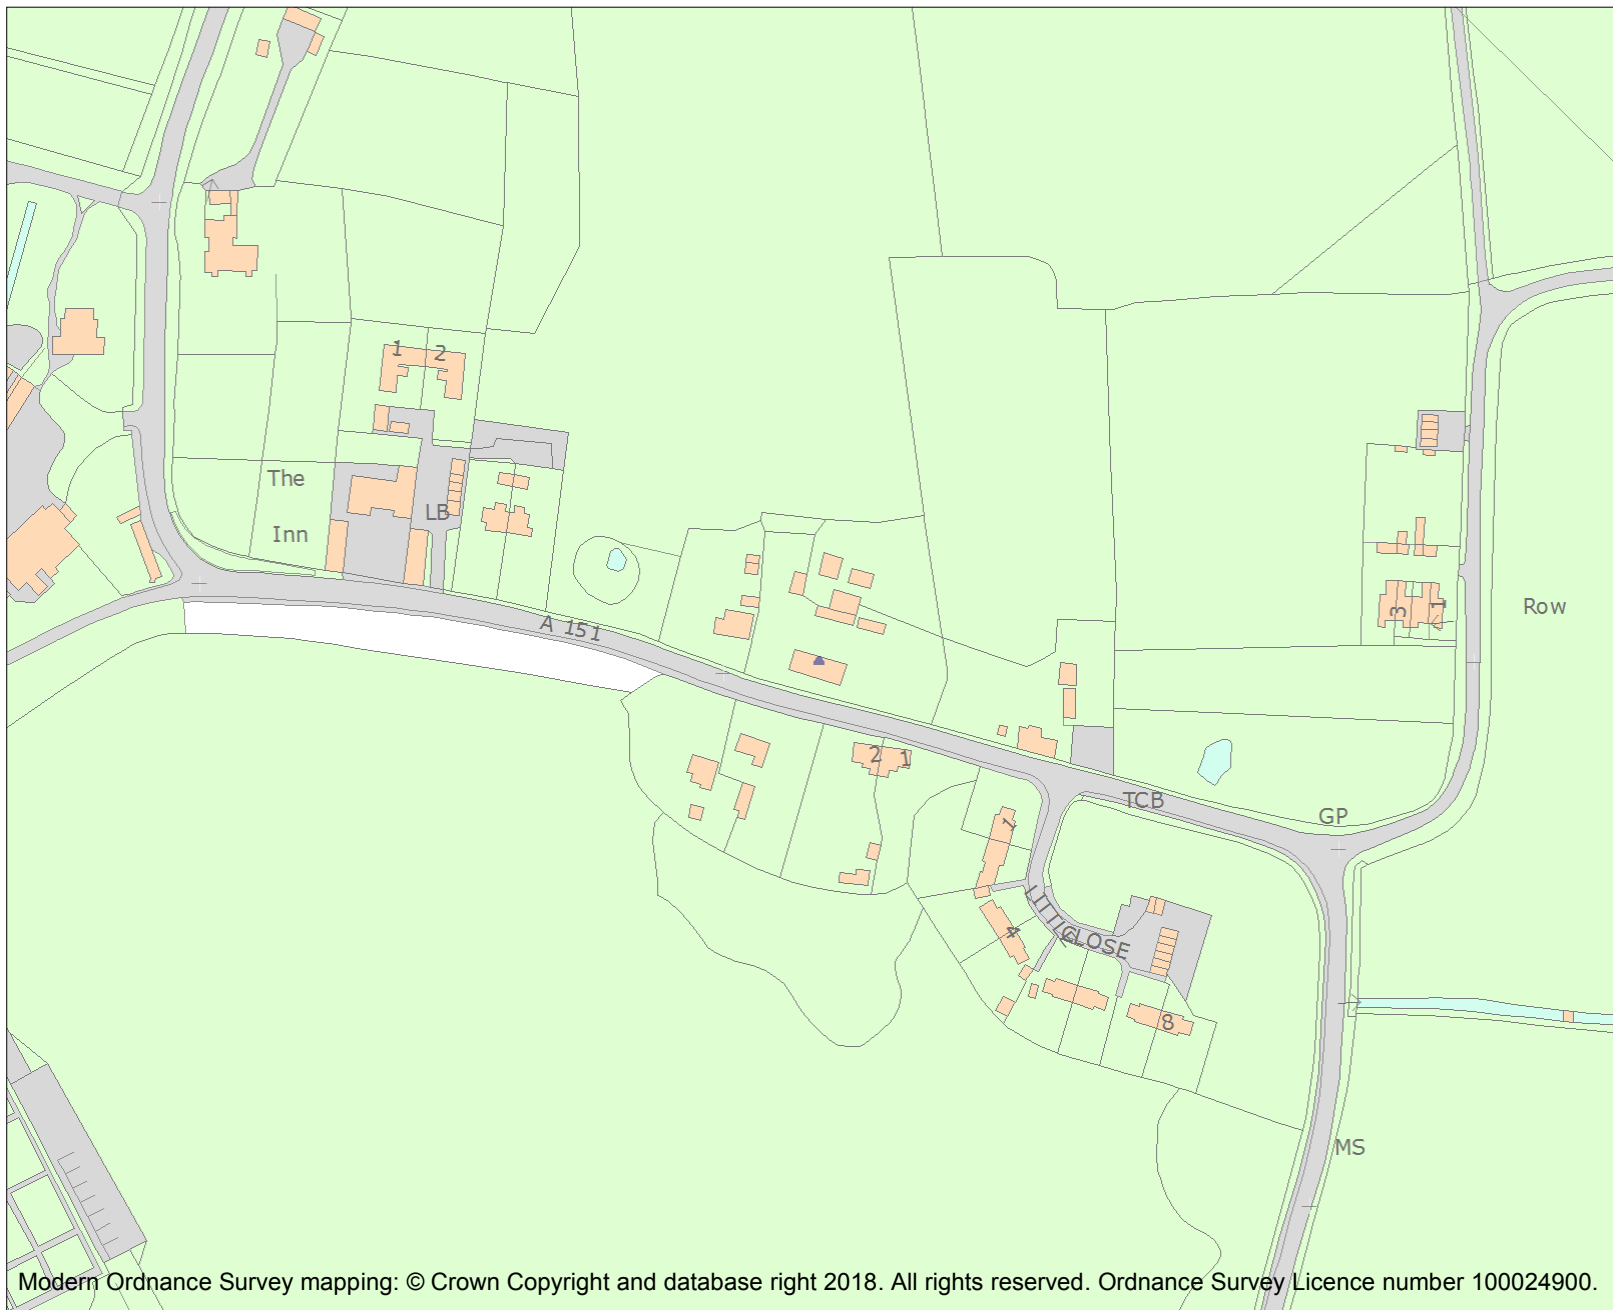 1 2
The
Inn
LB
A 151
3 1
Row
2 1
TCB
GP
1
LITTLE
CLOSE
4
8
MS
Modern Ordnance Survey mapping: © Crown Copyright and database right 2018. All rights reserved. Ordnance Survey Licence number 100024900.